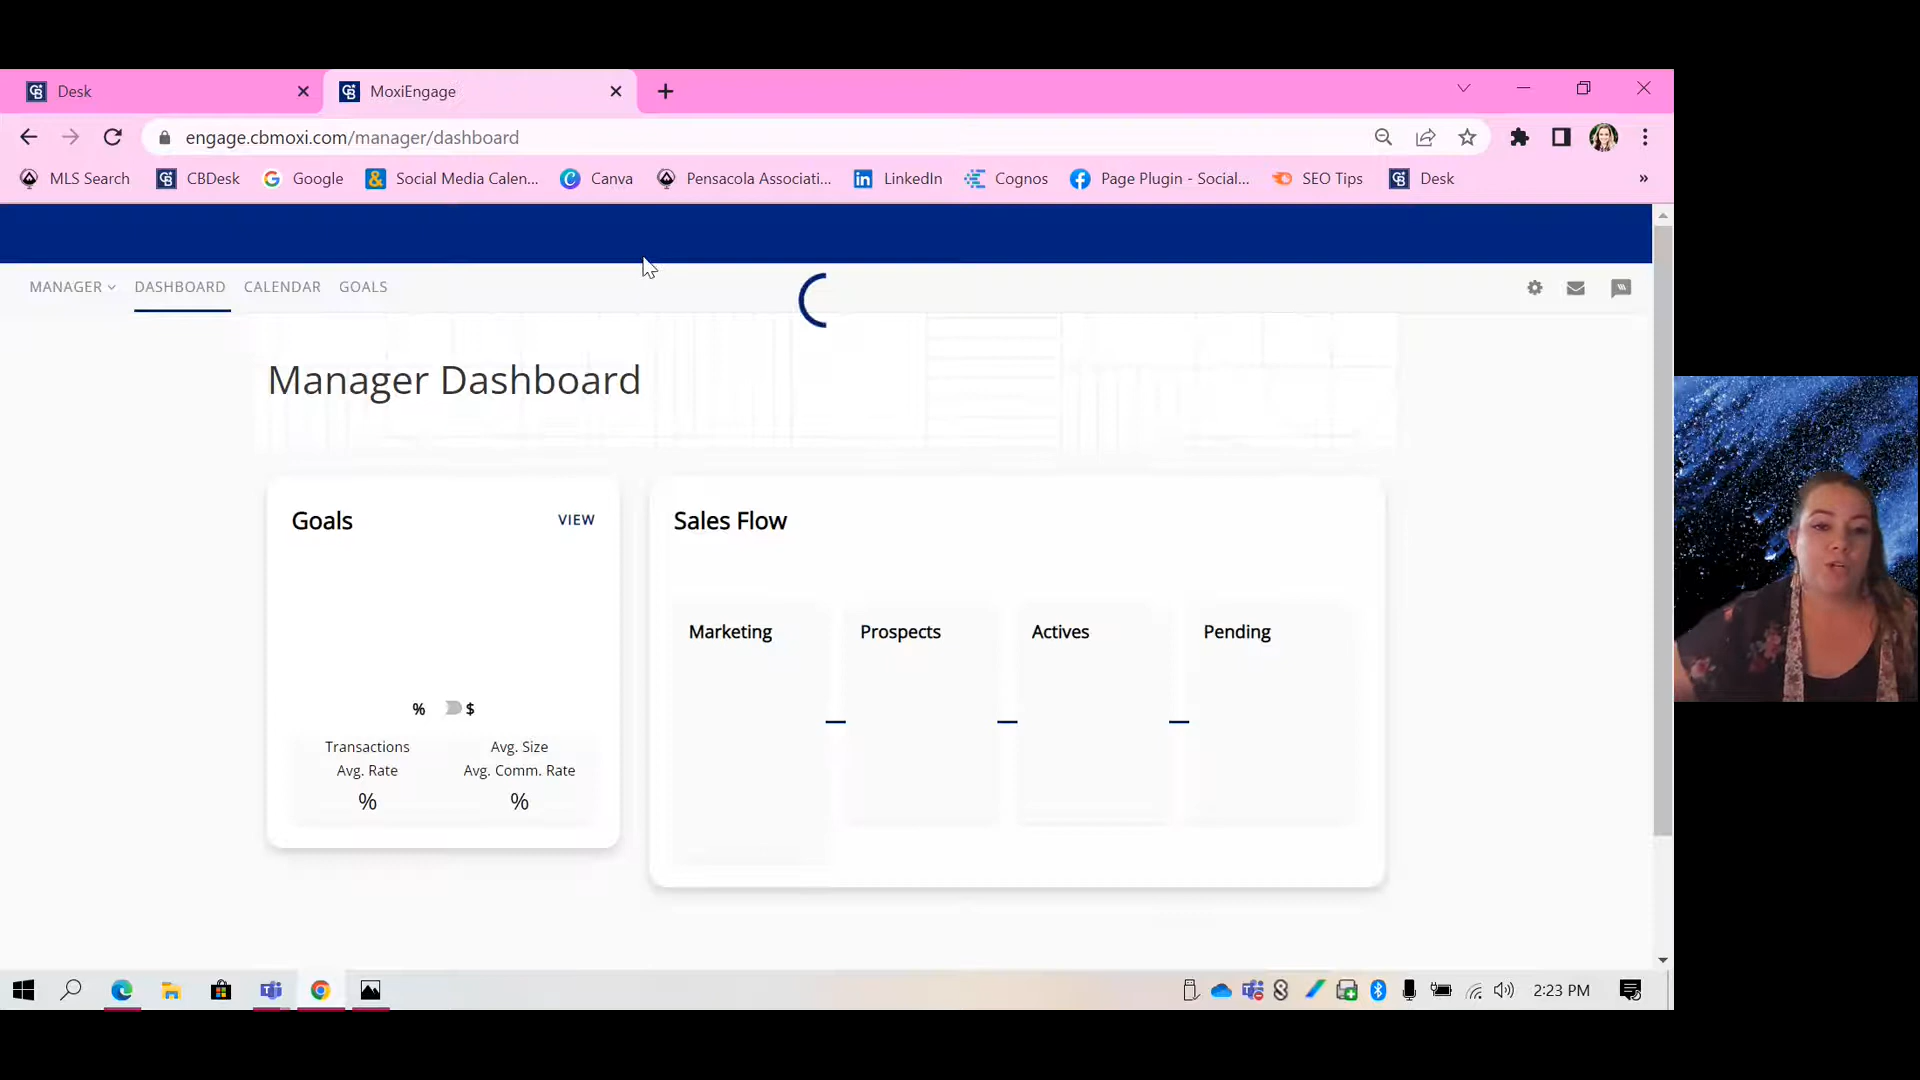 Desk
MoxiEngage
engage.cbmoxi.com/manager/dashboard
MLS Search
CBDesk
Google
Social Media Calen...
Canva
Pensacola Associati...
LinkedIn
Cognos
Page Plugin - Social...
SEO Tips
Desk
»
MANAGER
DASHBOARD
CALENDAR
GOALS
Manager Dashboard
Goals
VIEW
% $
Transactions
Avg. Size
Avg. Rate
Avg. Comm. Rate
%
%
Sales Flow
Marketing
Prospects
Actives
Pending
2:23 PM